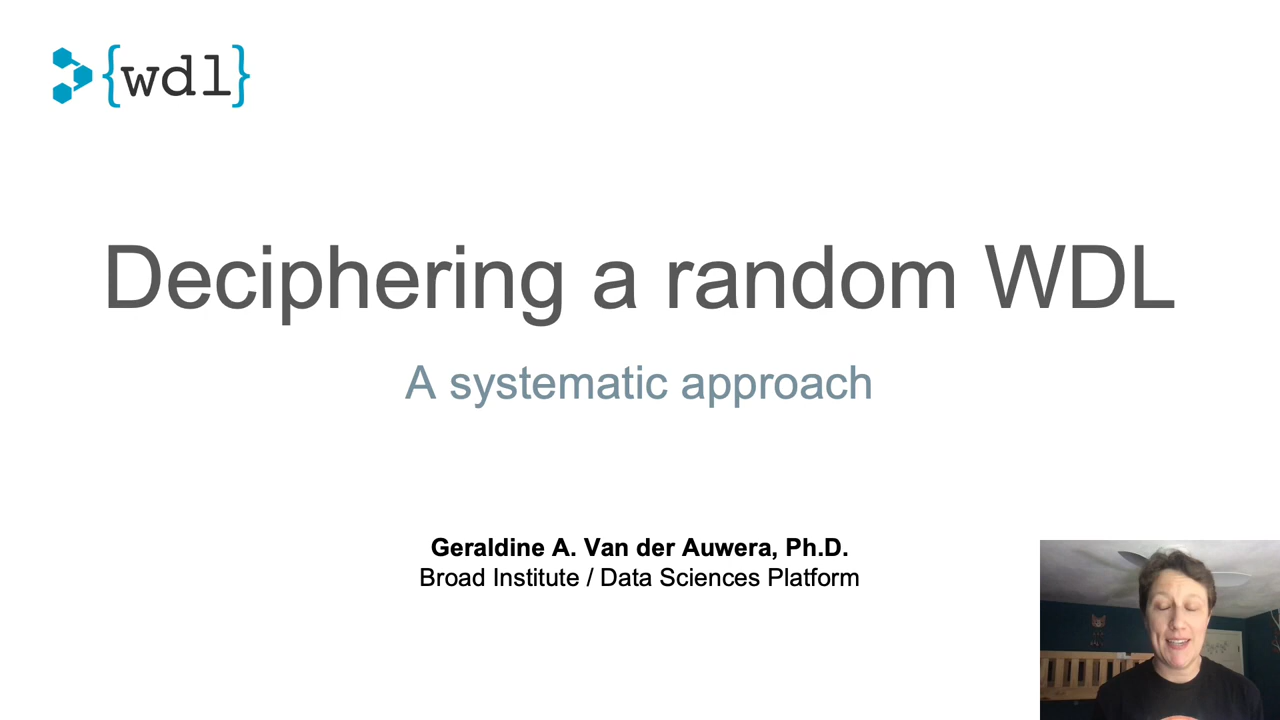 {wdl}
Deciphering a random WDL
A systematic approach
Geraldine A. Van der Auwera, Ph.D.
Broad Institute / Data Sciences Platform